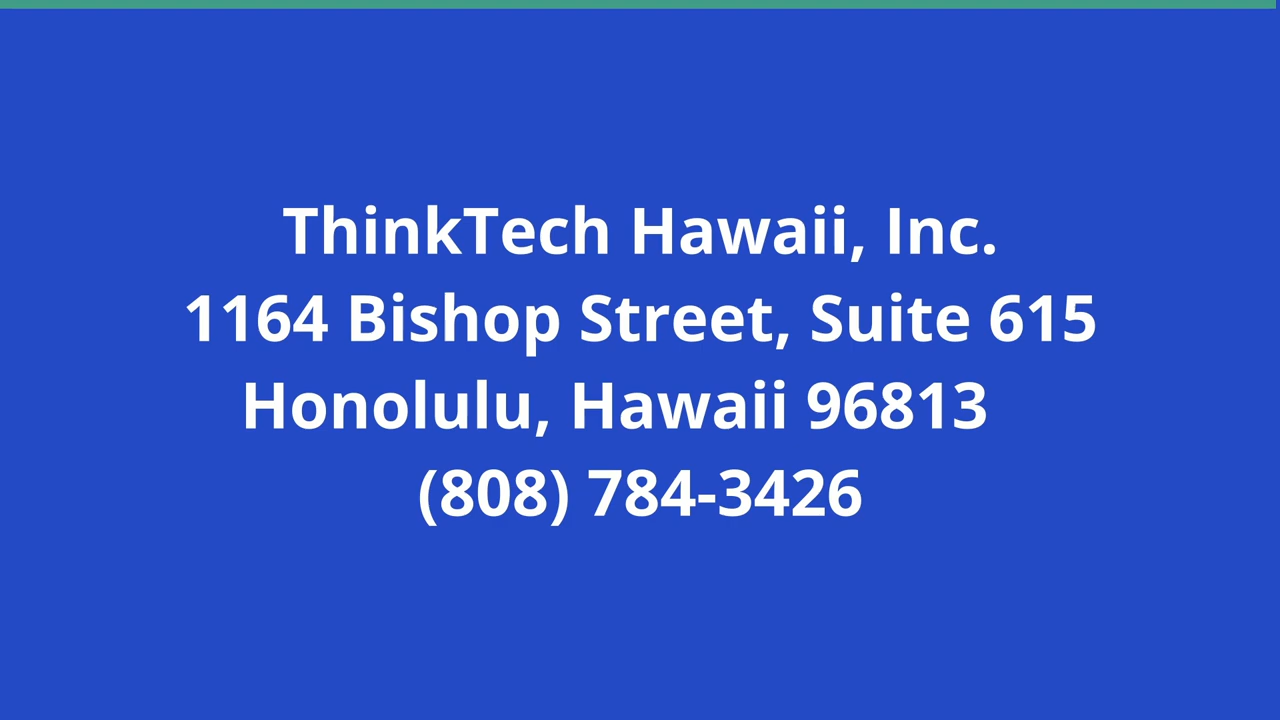 ThinkTech Hawaii, Inc.
1164 Bishop Street, Suite 615
Honolulu, Hawaii 96813
(808) 784-3426